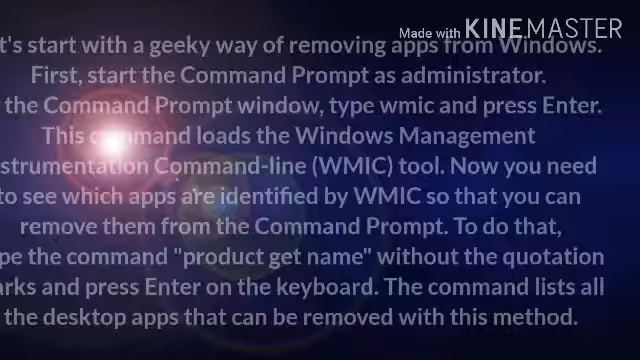 Made with KINEMASTER
t's start with a geeky way of removing apps from Windows.
First, start the Command Prompt as administrator.
the Command Prompt window, type wmic and press Enter.
This command loads the Windows Management
strumentation Command-line (WMIC) tool. Now you need
to see which apps are identified by WMIC so that you can
remove them from the Command Prompt. To do that,
pe the command "product get name" without the quotation
arks and press Enter on the keyboard. The command lists all
the desktop apps that can be removed with this method.